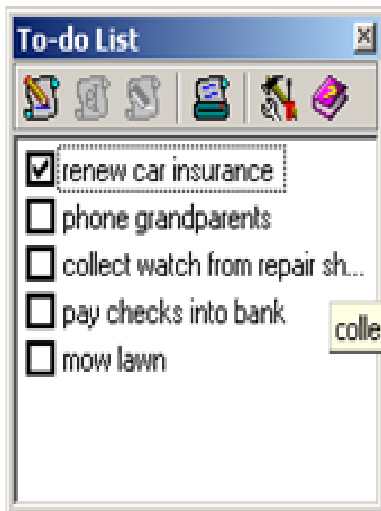 To-do List
renew car insurance
phone grandparents
collect watch from repair sh...
pay checks into bank
colle
mow lawn